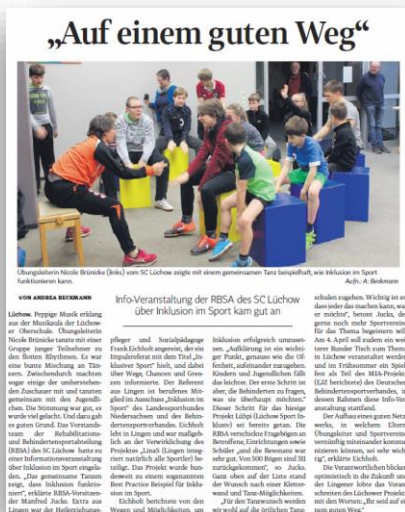 „Auf einem guten Weg“
Übungsleiterin Nicole Brünicke (links) vom SC Lüchow zeigte mit einem gemeinsamen Tanz beispielhaft, wie Inklusion im Sport
funktionieren kann.
Aufn.: A. Beckmann
VON ANDREA BECKMANN
Lüchow. Peppige Musik erklang
aus der Musikaula der Lüchow-
er Oberschule. Übungsleiterin
Nicole Brünicke tanzte mit einer
Gruppe junger Teilnehmer zu
den flotten Rhythmen. Es war
eine bunte Mischung an Tän-
zern. Zwischendurch machten
sogar einige der unbeteiligten
Zuschauer mit und tanzten
gemeinsam mit den Jugendli-
chen. Die Stimmung war gut, es
wurde viel gelacht. Und dazu gab
es guten Grund. Das Vorstands-
team der Rehabilitations-
und Behindertensportabteilung
(RBSA) des SC Lüchow hatte zu
einer Informationsveranstaltung
über Inklusion im Sport eingela-
den. „Das gemeinsame Tanzen
zeigt, dass Inklusion funktio-
niert“, erklärte RBSA-Vorsitzen-
der Manfred Jucks. Extra aus
Lingen war der Heilerziehungs-
Info-Veranstaltung der RBSA des SC Lüchow
über Inklusion im Sport kam gut an
pfleger und Sozialpädagoge
Frank Eichholt angereist, der ein
Impulsreferat mit dem Titel „In-
klusiver Sport“ hielt, und dabei
über Wege, Chancen und Gren-
zen informierte. Der Referent
aus Lingen ist berufenes Mit-
glied im Ausschuss „Inklusion im
Sport“ des Landessportbundes
Niedersachsen und des Behin-
dertensportverbandes. Eichholt
lebt in Lingen und war maßgeb-
lich an der Verwirklichung des
Projektes „LinaS (Lingen integ-
riert natürlich alle Sportler) be-
teiligt. Das Projekt wurde bun-
desweit zu einem sogenannten
Best Practice Beispiel für Inklu-
sion im Sport.
Eichholt berichtete von den
Wegen und Möglichkeiten, um
Inklusion erfolgreich umzuset-
zen. „Aufklärung ist ein wichti-
ger Punkt, genauso wie die Of-
fenheit, aufeinander zuzugehen.
Kindern und Jugendlichen fällt
das leichter. Der erste Schritt ist
aber, die Behinderten zu fragen,
was sie überhaupt möchten.“
Dieser Schritt für das hiesige
Projekt LüSpi (Lüchow Sport In-
klusiv) sei bereits getan. Die
RBSA verschickte Fragebögen an
Betroffene, Einrichtungen sowie
Schüler „und die Resonanz war
sehr gut. Von 500 Bögen sind 311
zurückgekommen“, so Jucks.
Ganz oben auf der Liste stand
der Wunsch nach einer Kletter-
wand und Tanz-Möglichkeiten.
„Für den Tanzwunsch werden
wir wohl auf die örtlichen Tanz-
schulen zugehen. Wichtig ist es,
dass jeder das machen kann, was
er möchte“, betont Jucks, der
gerne noch mehr Sportvereine
für das Thema begeistern will.
Am 4. April soll zudem ein wei-
terer Runder Tisch zum Thema
in Lüchow veranstaltet werden
und im Frühsommer ein Spiel-
fest als Teil des MIA-Projekts
des Deutschen
Behindertensportverbandes, in
dessen Rahmen diese Info-Ver-
anstaltung stattfand.
Der Aufbau eines guten Netz-
werks, in welchem Eltern,
Übungsleiter und Sportvereine
vernünftig miteinander kommu-
nizieren können, sei sehr wich-
tig“, erklärte Eichholt.
Die Verantwortlichen blicken
optimistisch in die Zukunft und
der Lingener lobte das Voran-
schreiten des Lüchower Projekts
mit den Worten: „Ihr seid auf ei-
nem guten Weg.“